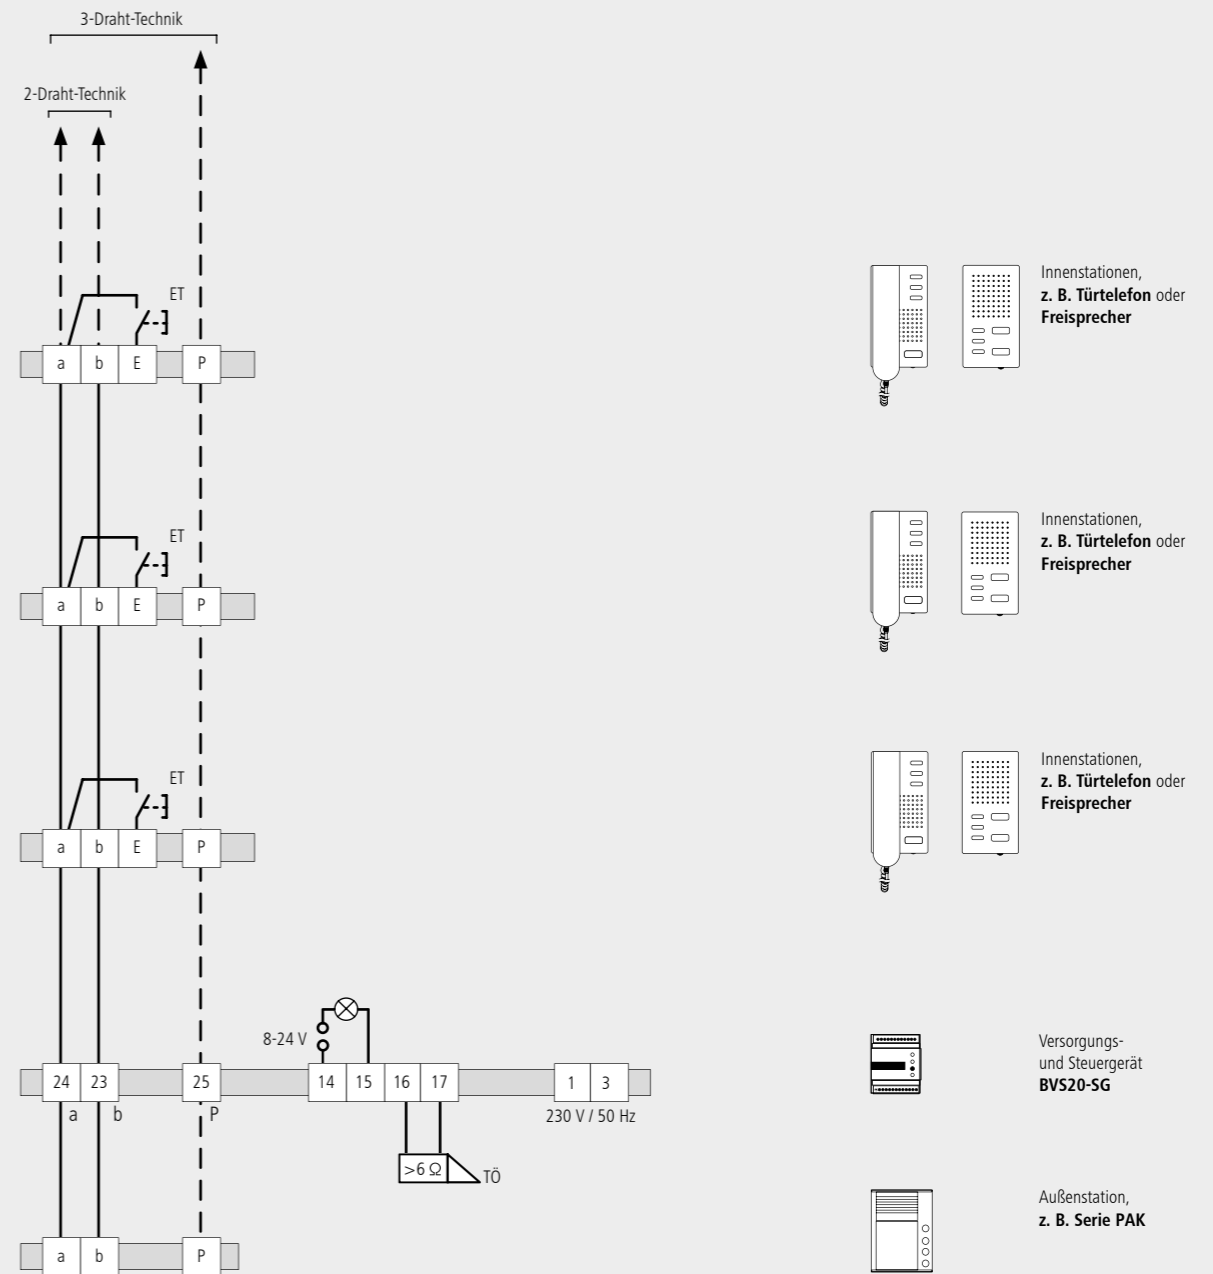 3-Draht-Technik
2-Draht-Technik
ET
a b E P
Innenstationen,
z. B. Türtelefon oder
Freisprecher
ET
a b E P
Innenstationen,
z. B. Türtelefon oder
Freisprecher
ET
a b E P
Innenstationen,
z. B. Türtelefon oder
Freisprecher
8-24 V
24 23 25 14 15 16 17 1 3
a b P
230 V / 50 Hz
>6 Ω TÖ
Versorgungs-
und Steuergerät
BVS20-SG
a b P
Außenstation,
z. B. Serie PAK